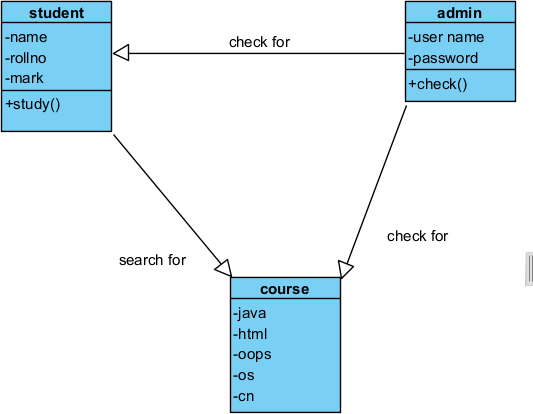 student
-name
-rollno
-mark
+study()
check for
admin
-user name
-password
+check()
search for
check for
course
-java
-html
-oops
-os
-cn